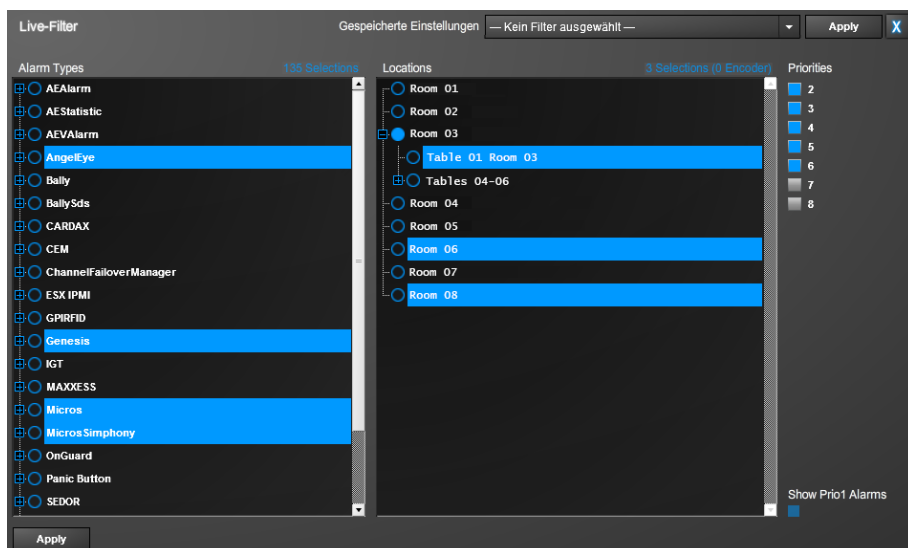 Live-Filter
Gespeicherte Einstellungen
— Kein Filter ausgewählt —
Apply
X
Alarm Types
135 Selections
Locations
3 Selections (0 Encoder)
Priorities
AEAlarm
AEStatistic
AEVAlarm
AngelEye
Bally
BallySds
CARDAX
CEM
ChannelFailoverManager
ESX IPMI
GPIRFID
Genesis
IGT
MAXXESS
Micros
MicrosSimphony
OnGuard
Panic Button
SEDOR
Room 01
Room 02
Room 03
Table 01 Room 03
Tables 04-06
Room 04
Room 05
Room 06
Room 07
Room 08
2
3
4
5
6
7
8
Show Prio1 Alarms
Apply